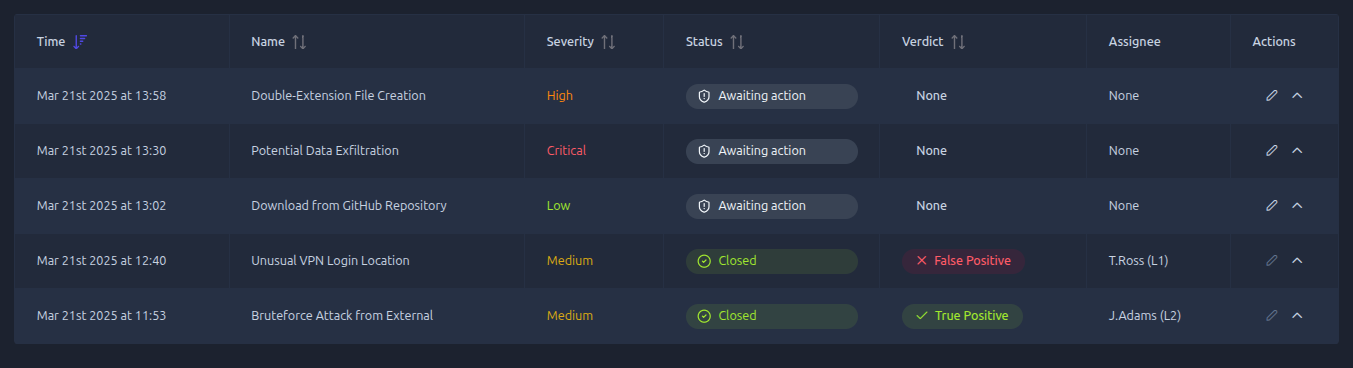 Time Name Severity Status Verdict Assignee Actions
Mar 21st 2025 at 13:58 Double-Extension File Creation High Awaiting action None None
Mar 21st 2025 at 13:30 Potential Data Exfiltration Critical Awaiting action None None
Mar 21st 2025 at 13:02 Download from GitHub Repository Low Awaiting action None None
Mar 21st 2025 at 12:40 Unusual VPN Login Location Medium Closed False Positive T.Ross (L1)
Mar 21st 2025 at 11:53 Bruteforce Attack from External Medium Closed True Positive J.Adams (L2)